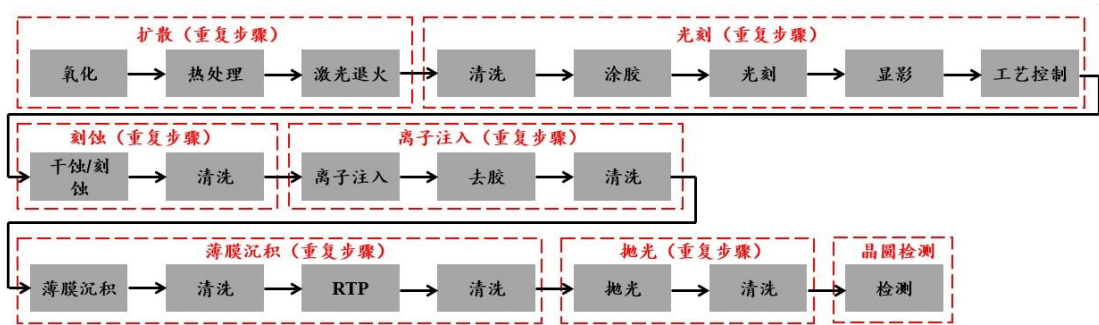 扩散（重复步骤）
氧化
热处理
激光退火
光刻（重复步骤）
清洗
涂胶
光刻
显影
工艺控制
刻蚀（重复步骤）
干蚀/刻
蚀
清洗
离子注入（重复步骤）
离子注入
去胶
清洗
薄膜沉积（重复步骤）
薄膜沉积
清洗
RTP
清洗
抛光（重复步骤）
抛光
清洗
晶圆检测
检测